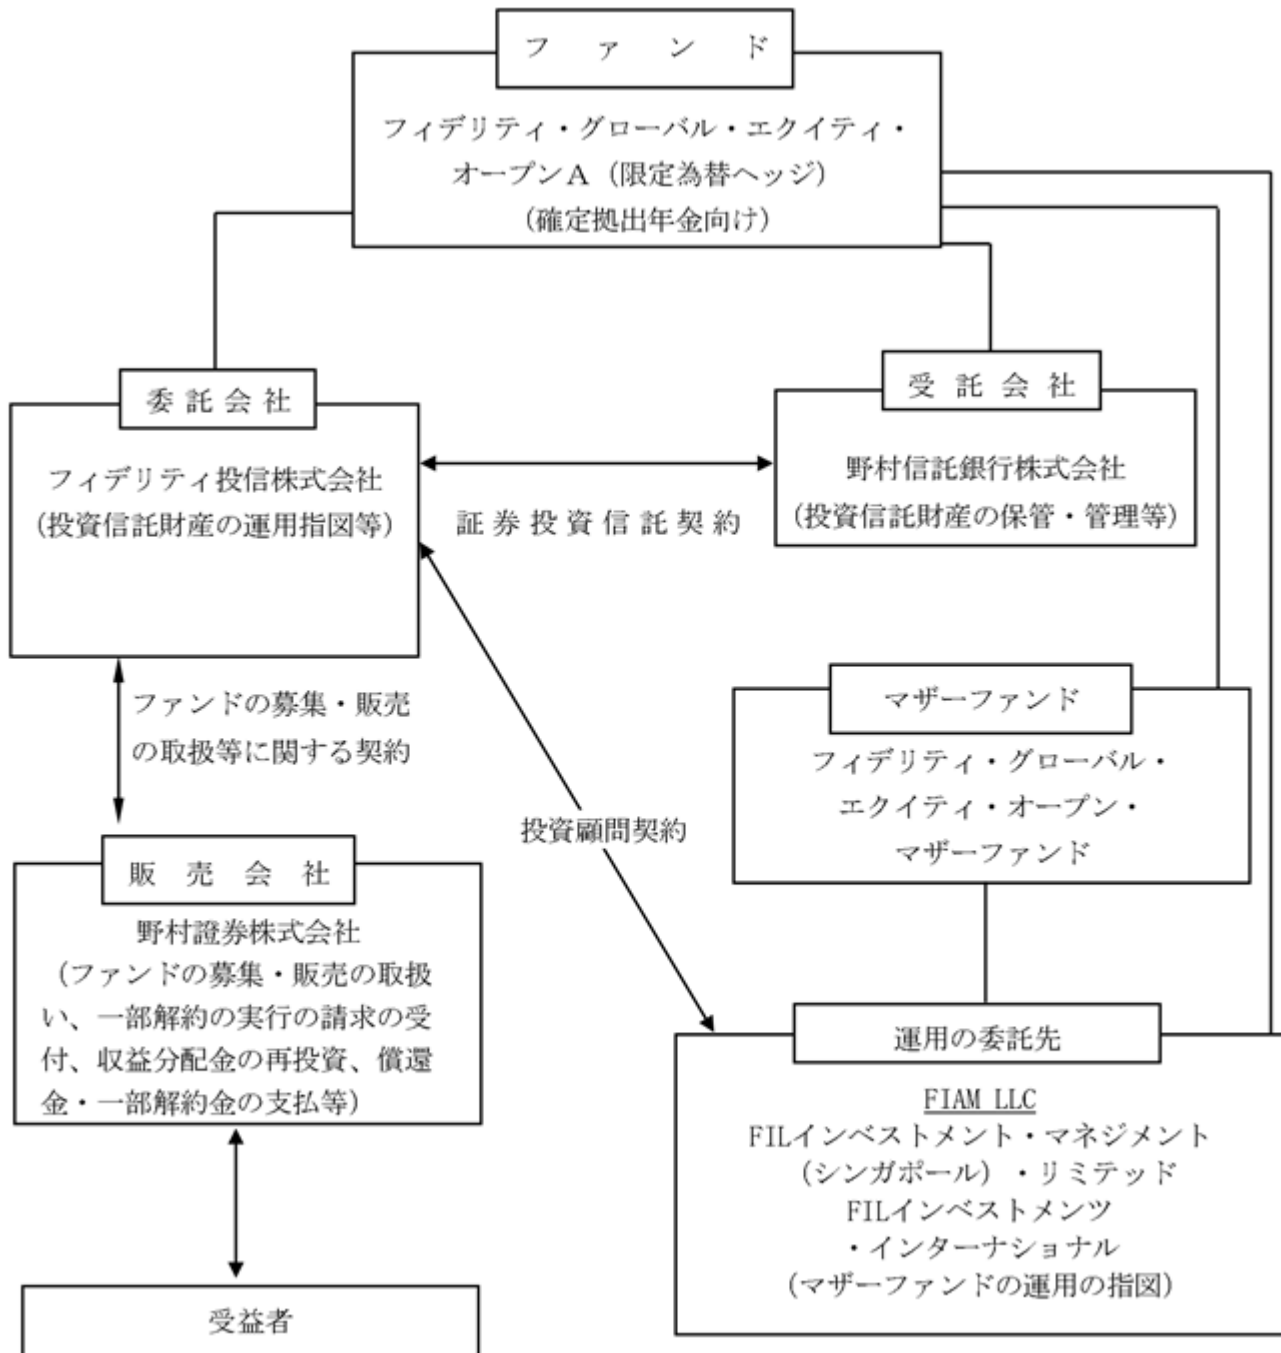 ファンド
フィデリティ・グローバル・エクイティ・
オープンA（限定為替ヘッジ）
（確定拠出年金向け）
委託会社
フィデリティ投信株式会社
（投資信託財産の運用指図等）
受託会社
野村信託銀行株式会社
（投資信託財産の保管・管理等）
証券投資信託契約
ファンドの募集・販売
の取扱等に関する契約
投資顧問契約
マザーファンド
フィデリティ・グローバル・
エクイティ・オープン・
マザーファンド
販売会社
野村證券株式会社
（ファンドの募集・販売の取扱
い、一部解約の実行の請求の受
付、収益分配金の再投資、償還
金・一部解約金の支払等）
運用の委託先
FIAM LLC
FILインベストメント・マネジメント
（シンガポール）・リミテッド
FILインベストメンツ
・インターナショナル
（マザーファンドの運用の指図）
受益者